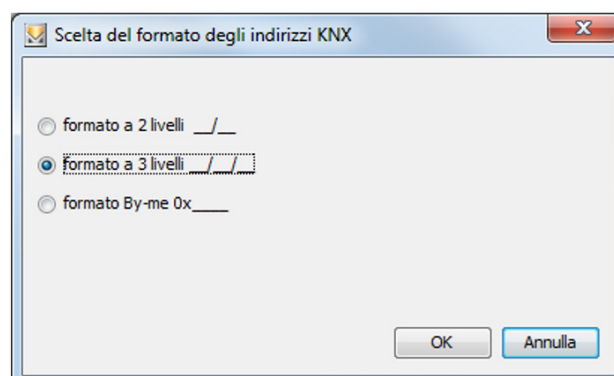 Scelta del formato degli indirizzi KNX
formato a 2 livelli __/__
formato a 3 livelli __/__/__
formato By-me 0x____
OK Annulla